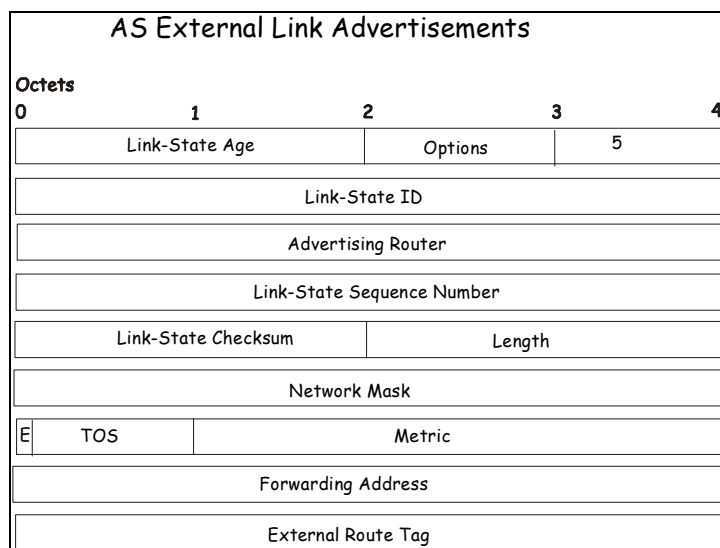 AS External Link Advertisements
Octets
0 1 2 3 4
Link-State Age Options 5
Link-State ID
Advertising Router
Link-State Sequence Number
Link-State Checksum Length
Network Mask
E TOS Metric
Forwarding Address
External Route Tag